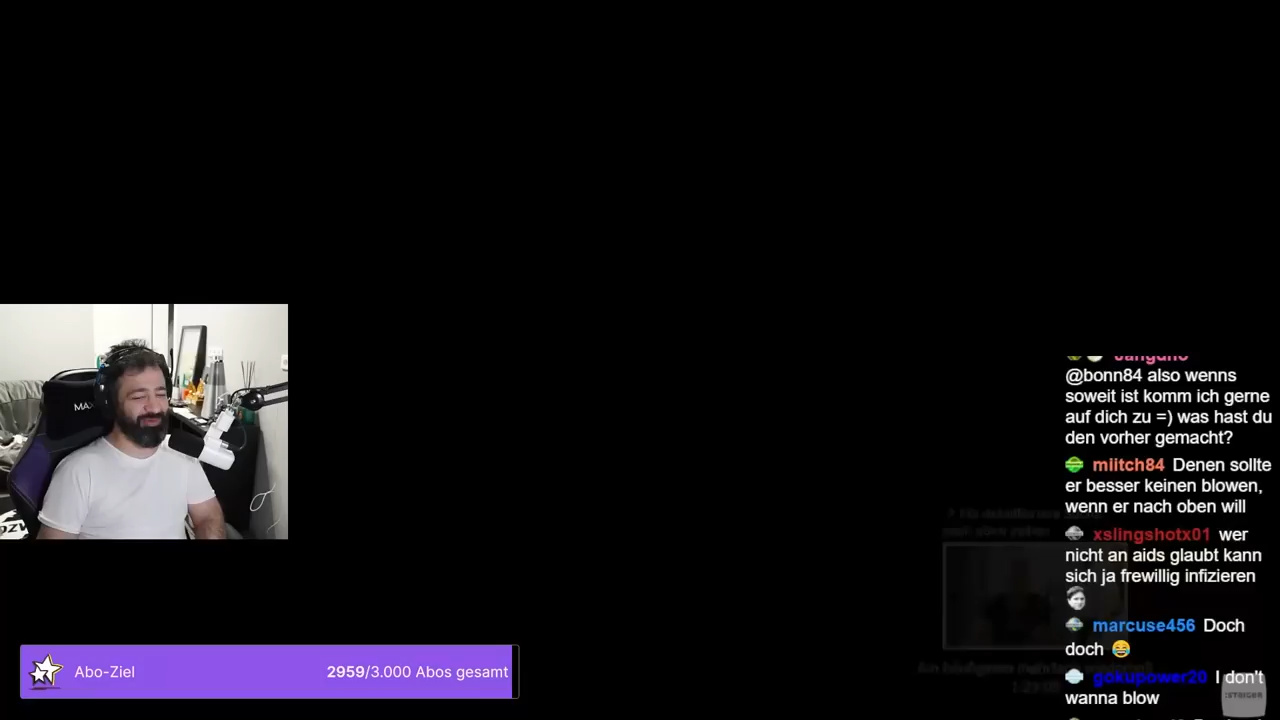 MAX
Abo-Ziel
2959/3.000 Abos gesamt
@bonn84 also wenns
soweit ist komm ich gerne
auf dich zu =) was hast du
den vorher gemacht?
miitch84 Denen sollte
er besser keinen blowen,
wenn er nach oben will
xslingshotx01 wer
nicht an aids glaubt kann
sich ja frewillig infizieren
marcuse456 Doch
doch 😂
gokupower20 I don't
wanna blow